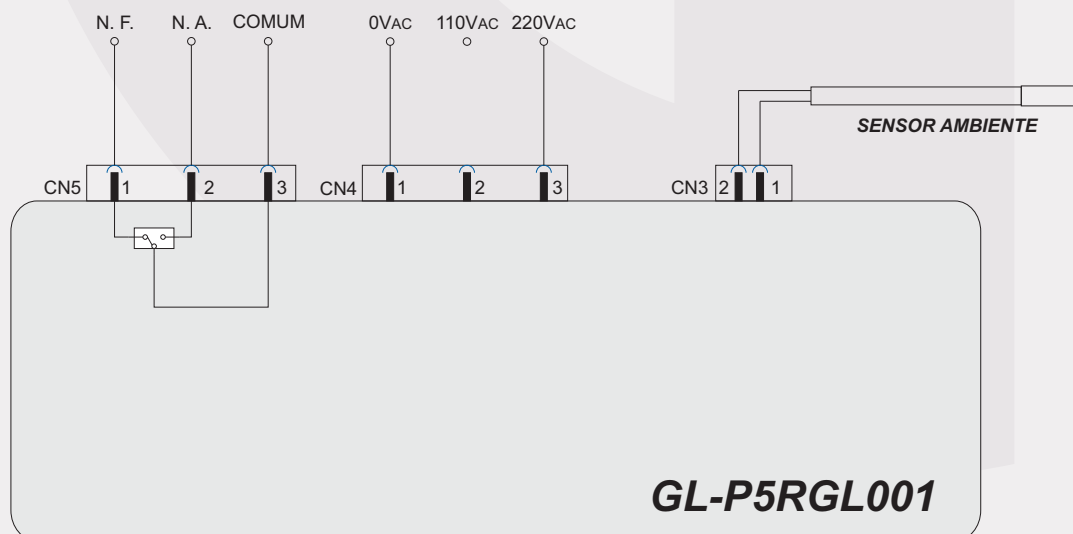 N. F. N. A. COMUM 0VAC 110VAC 220VAC
SENSOR AMBIENTE
CN5 1 2 3 CN4 1 2 3 CN3 2 1
GL-P5RGL001